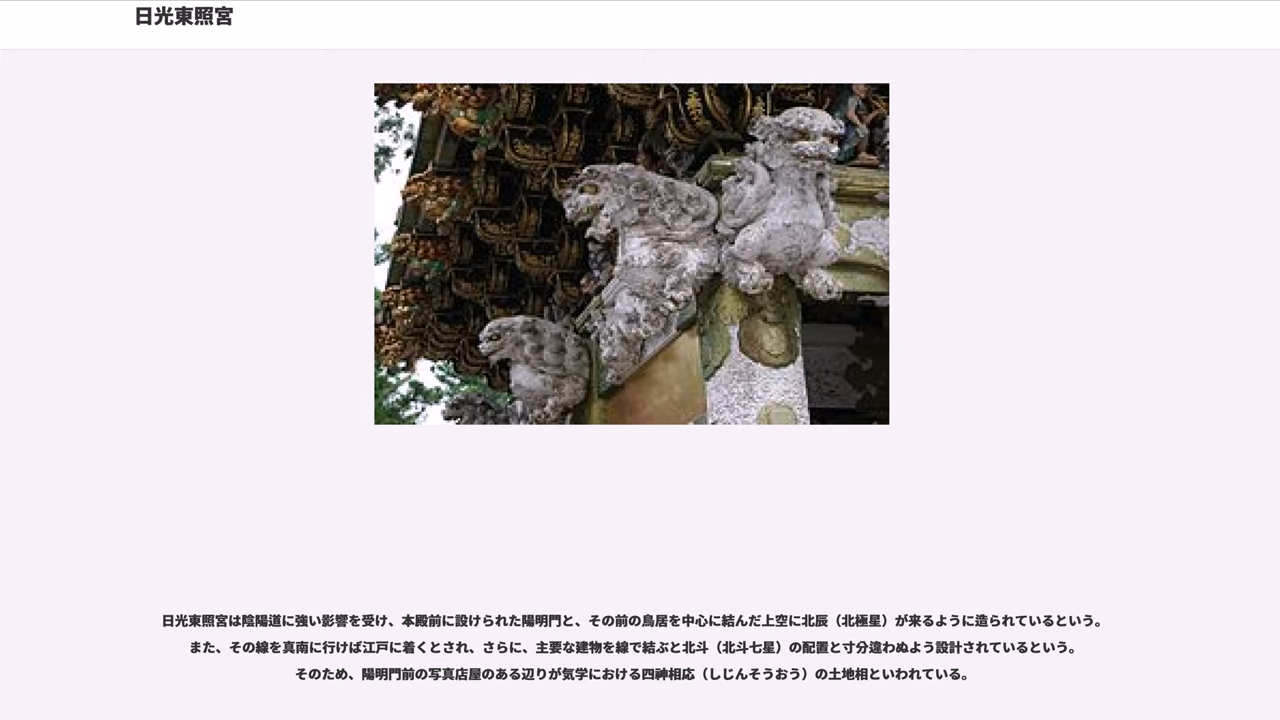 日光東照宮
日光東照宮は陰陽道に強い影響を受け、本殿前に設けられた陽明門と、その前の鳥居を中心に結んだ上空に北辰（北極星）が来るように造られているという。
また、その線を真南に行けば江戸に着くとされ、さらに、主要な建物を線で結ぶと北斗（北斗七星）の配置と寸分違わぬよう設計されているという。
そのため、陽明門前の写真店屋のある辺りが気学における四神相応（しじんそうおう）の土地相といわれている。